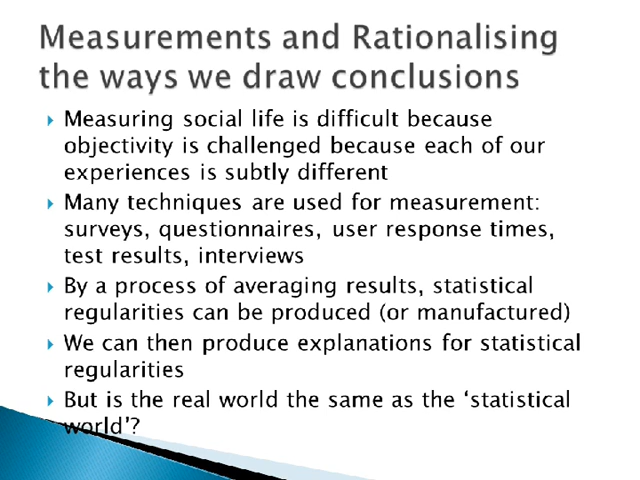 Measurements and Rationalising
the ways we draw conclusions
Measuring social life is difficult because
objectivity is challenged because each of our
experiences is subtly different
Many techniques are used for measurement:
surveys, questionnaires, user response times,
test results, interviews
By a process of averaging results, statistical
regularities can be produced (or manufactured)
We can then produce explanations for statistical
regularities
But is the real world the same as the ‘statistical
world’?